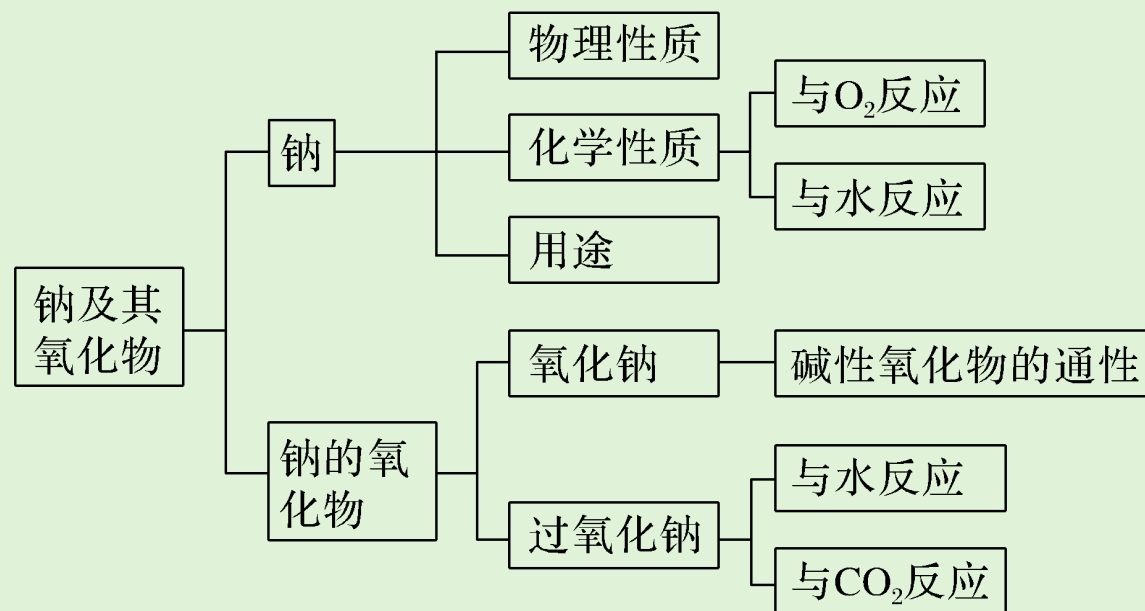 物理性质
与O₂反应
钠
化学性质
与水反应
用途
钠及其
氧化物
氧化钠
碱性氧化物的通性
钠的氧
化物
与水反应
过氧化钠
与CO₂反应